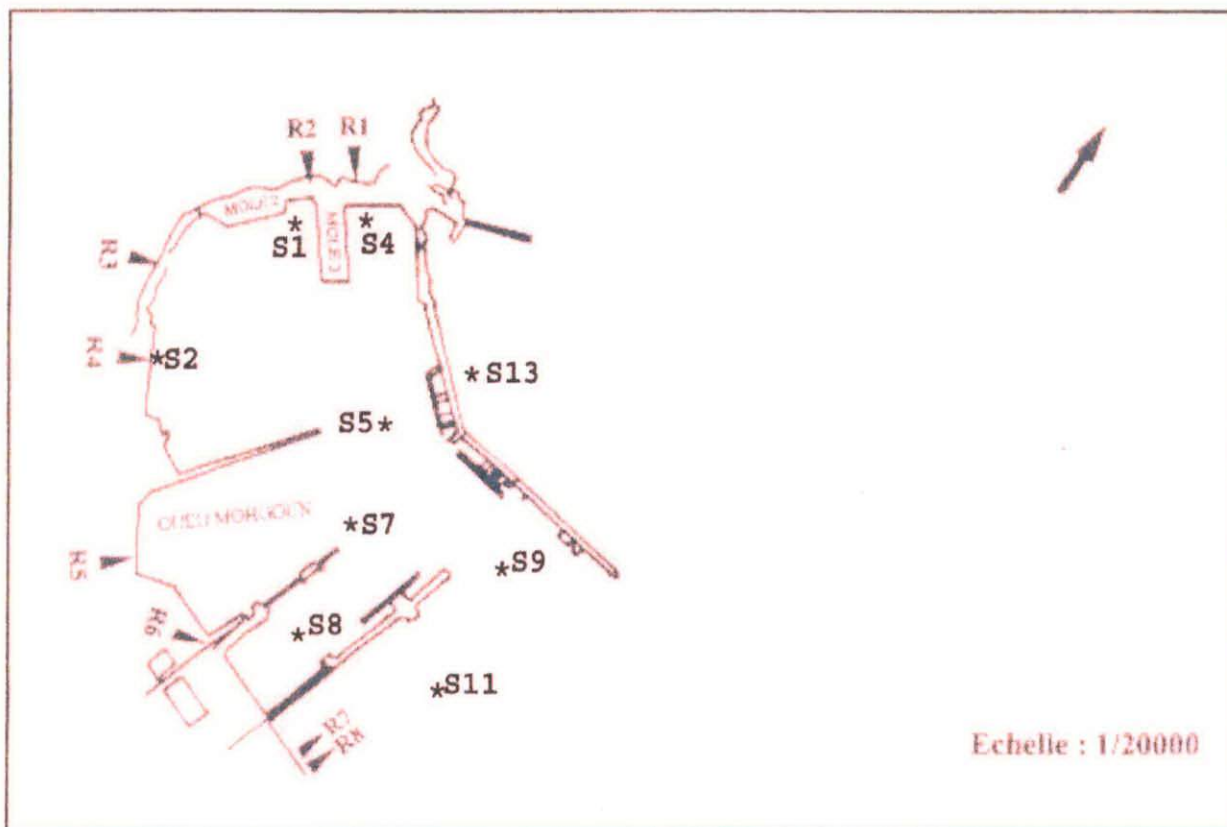 R2 R1
MOLE 2
MOLE 3
S1
S4
R3
R4
S2
S13
S5
OUED MORGOUN
S7
R5
S9
R6
S8
S11
R7
R8
Echelle : 1/20000